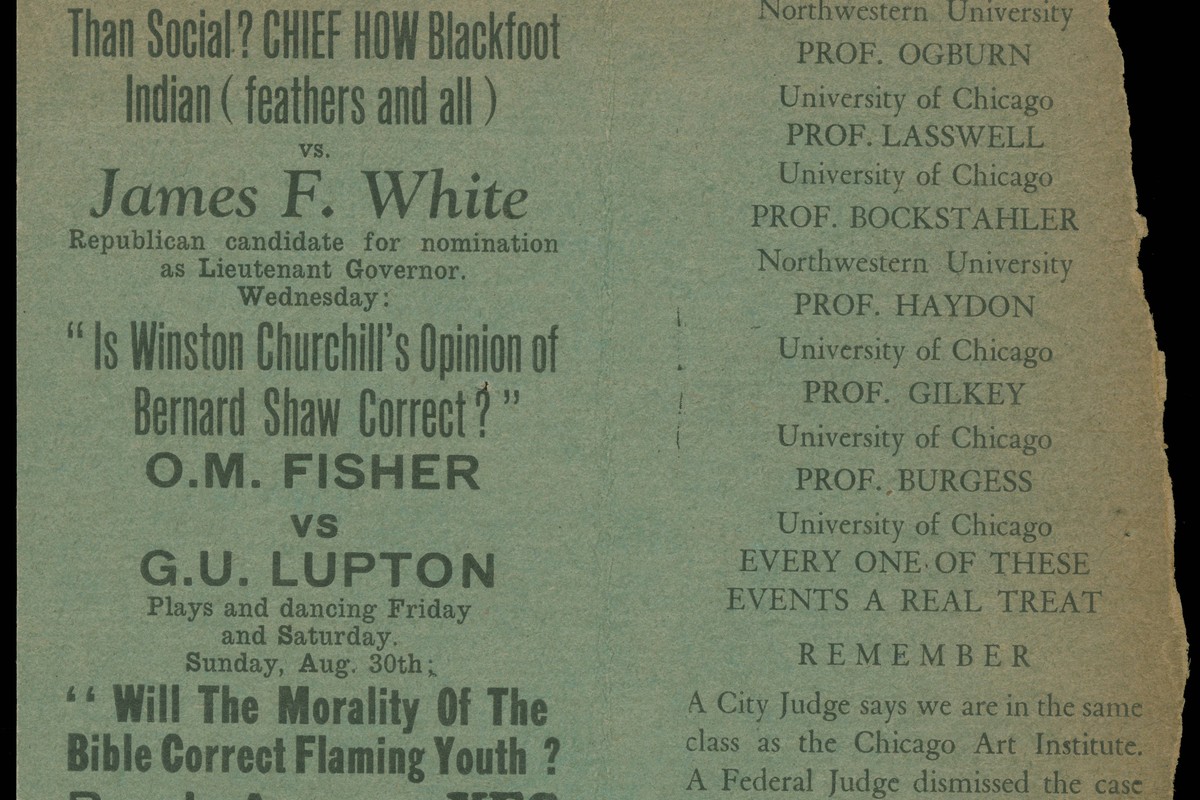 Than Social? CHIEF HOW Blackfoot
Indian ( feathers and all )
vs.
James F. White
Republican candidate for nomination
as Lieutenant Governor.
Wednesday:
" Is Winston Churchill's Opinion of
Bernard Shaw Correct ? "
O.M. FISHER
vs
G.U. LUPTON
Plays and dancing Friday
and Saturday.
Sunday, Aug. 30th;
‘‘ Will The Morality Of The
Bible Correct Flaming Youth ?
YES
Northwestern University
PROF. OGBURN
University of Chicago
PROF. LASSWELL
University of Chicago
PROF. BOCKSTAHLER
Northwestern University
PROF. HAYDON
University of Chicago
PROF. GILKEY
University of Chicago
PROF. BURGESS
University of Chicago
EVERY ONE OF THESE
EVENTS A REAL TREAT
REMEMBER
A City Judge says we are in the same
class as the Chicago Art Institute.
A Federal Judge dismissed the case